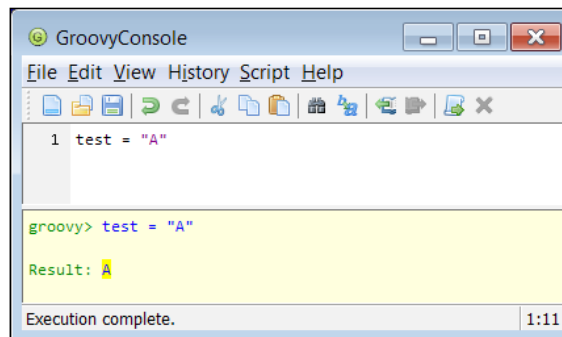 GroovyConsole
File Edit View History Script Help
1 test = "A"
groovy> test = "A"
Result: A
Execution complete.
1:11